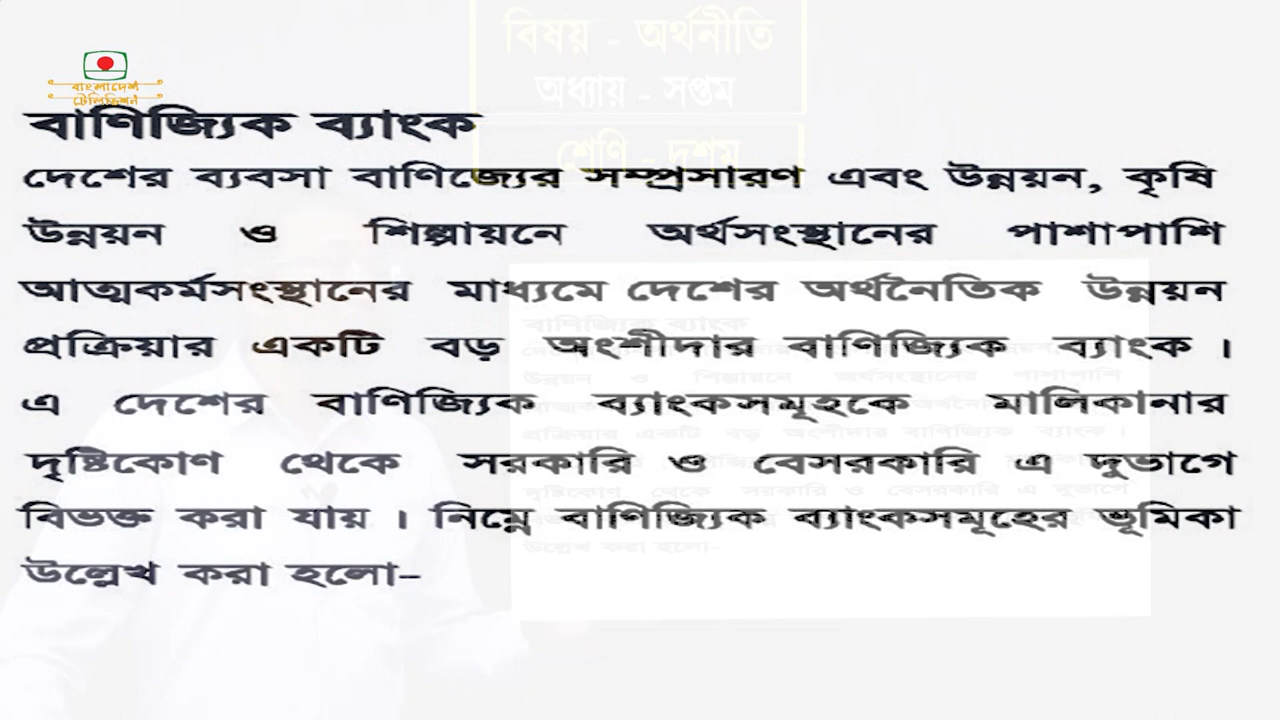 বিষয় - অর্থনীতি
অধ্যায় - সপ্তম
শ্রেণি - দশম
বাংলাদেশ
টেলিভিশন
বাণিজ্যিক ব্যাংক
দেশের ব্যবসা বাণিজ্যের সম্প্রসারণ এবং উন্নয়ন, কৃষি
উন্নয়ন ও শিল্পায়নে অর্থসংস্থানের পাশাপাশি
আত্মকর্মসংস্থানের মাধ্যমে দেশের অর্থনৈতিক উন্নয়ন
প্রক্রিয়ার একটি বড় অংশীদার বাণিজ্যিক ব্যাংক ।
এ দেশের বাণিজ্যিক ব্যাংকসমূহকে মালিকানার
দৃষ্টিকোণ থেকে সরকারি ও বেসরকারি এ দুভাগে
বিভক্ত করা যায় । নিম্নে বাণিজ্যিক ব্যাংকসমূহের ভূমিকা
উল্লেখ করা হলো-